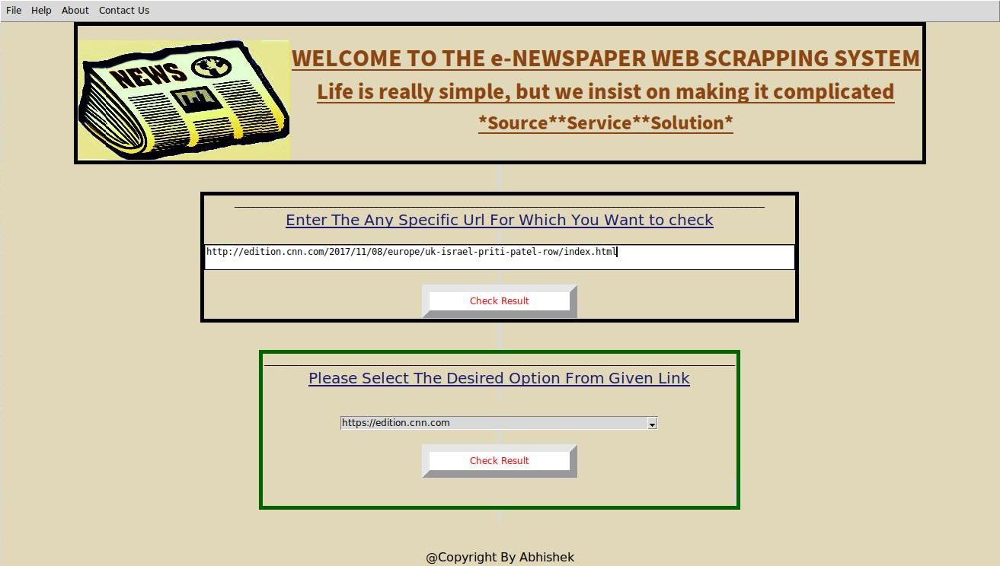 File Help About Contact Us
NEWS
WELCOME TO THE e-NEWSPAPER WEB SCRAPPING SYSTEM
Life is really simple, but we insist on making it complicated
*Source**Service**Solution*
Enter The Any Specific Url For Which You Want to check
http://edition.cnn.com/2017/11/08/europe/uk-israel-priti-patel-row/index.html
Check Result
Please Select The Desired Option From Given Link
https://edition.cnn.com
Check Result
@Copyright By Abhishek